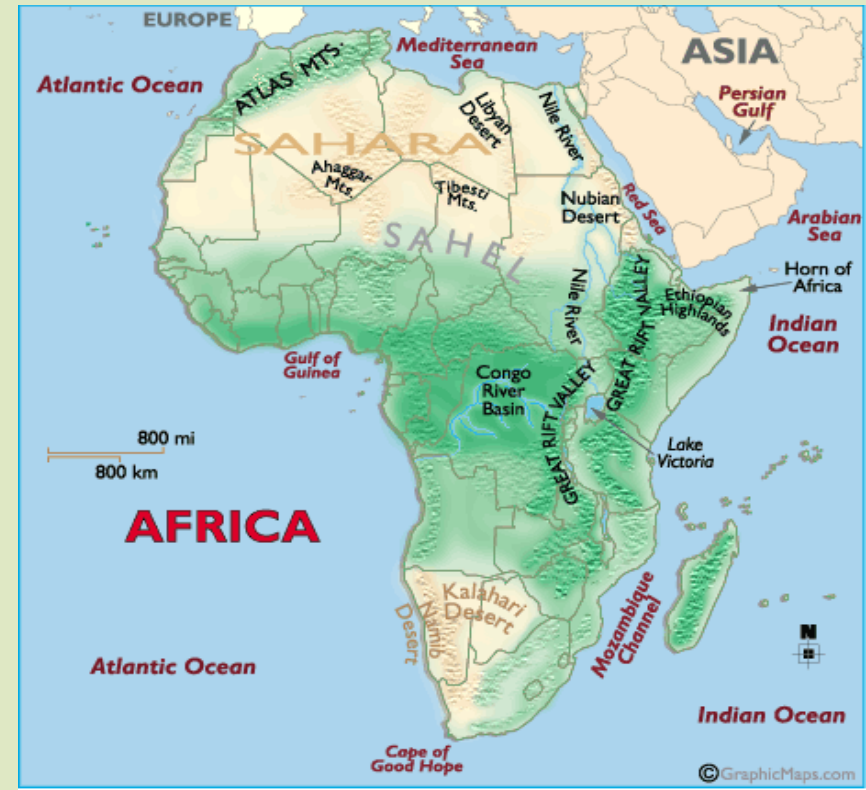 EUROPE
Mediterranean
Sea
ASIA
Atlantic Ocean
ATLAS MTS.
Persian
Gulf
Libyan
Desert
Nile River
SAHARA
Ahaggar
Mts.
Tibesti
Mts.
Nubian
Desert
Red Sea
Arabian
Sea
SAHEL
Horn of
Africa
Nile River
GREAT RIFT VALLEY
Ethiopian
Highlands
Indian
Ocean
Gulf of
Guinea
Congo
River
Basin
GREAT RIFT VALLEY
800 mi
800 km
Lake
Victoria
AFRICA
Kalahari
Desert
Namib
Desert
Mozambique
Channel
N
Atlantic Ocean
Indian Ocean
Cape of
Good Hope
©GraphicMaps.com